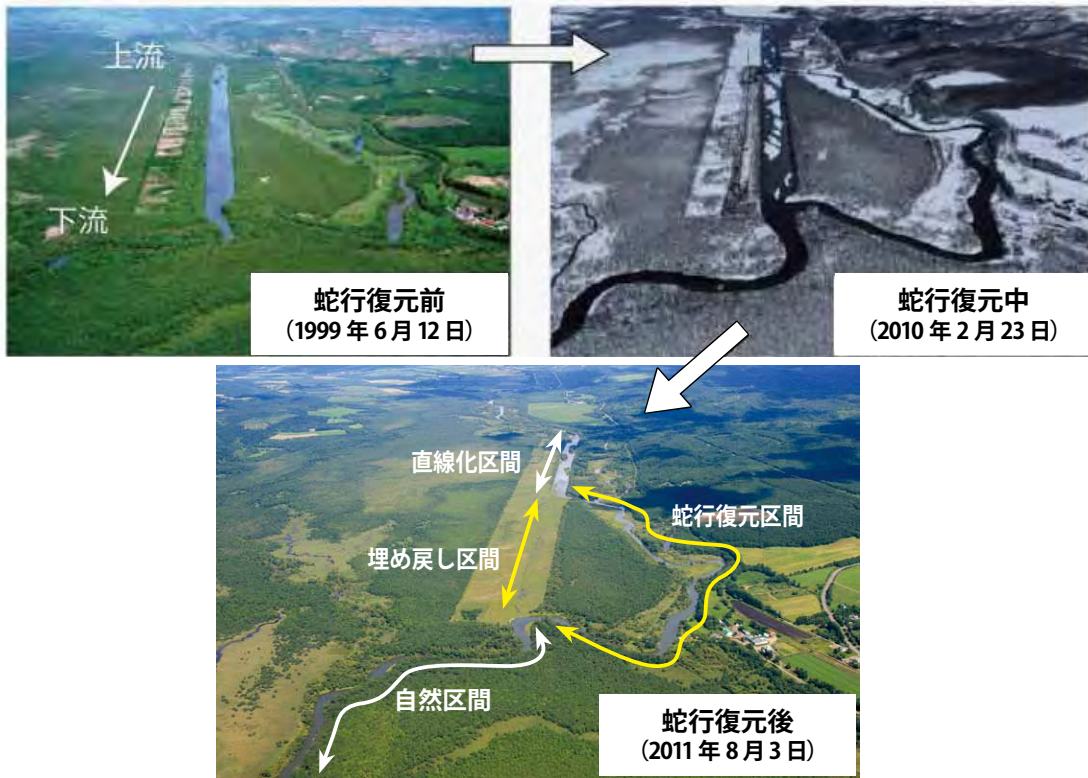 上流
下流
蛇行復元前
（1999 年 6 月 12 日）
蛇行復元中
（2010 年 2 月 23 日）
直線化区間
蛇行復元区間
埋め戻し区間
自然区間
蛇行復元後
（2011 年 8 月 3 日）